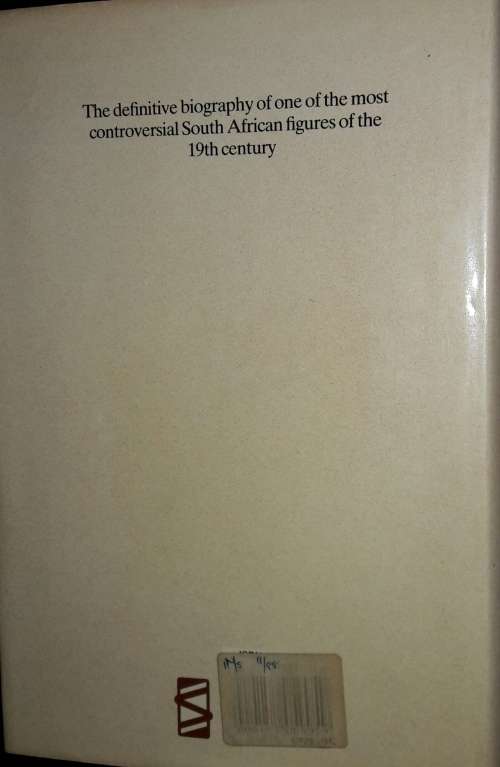 The definitive biography of one of the most
controversial South African figures of the
19th century